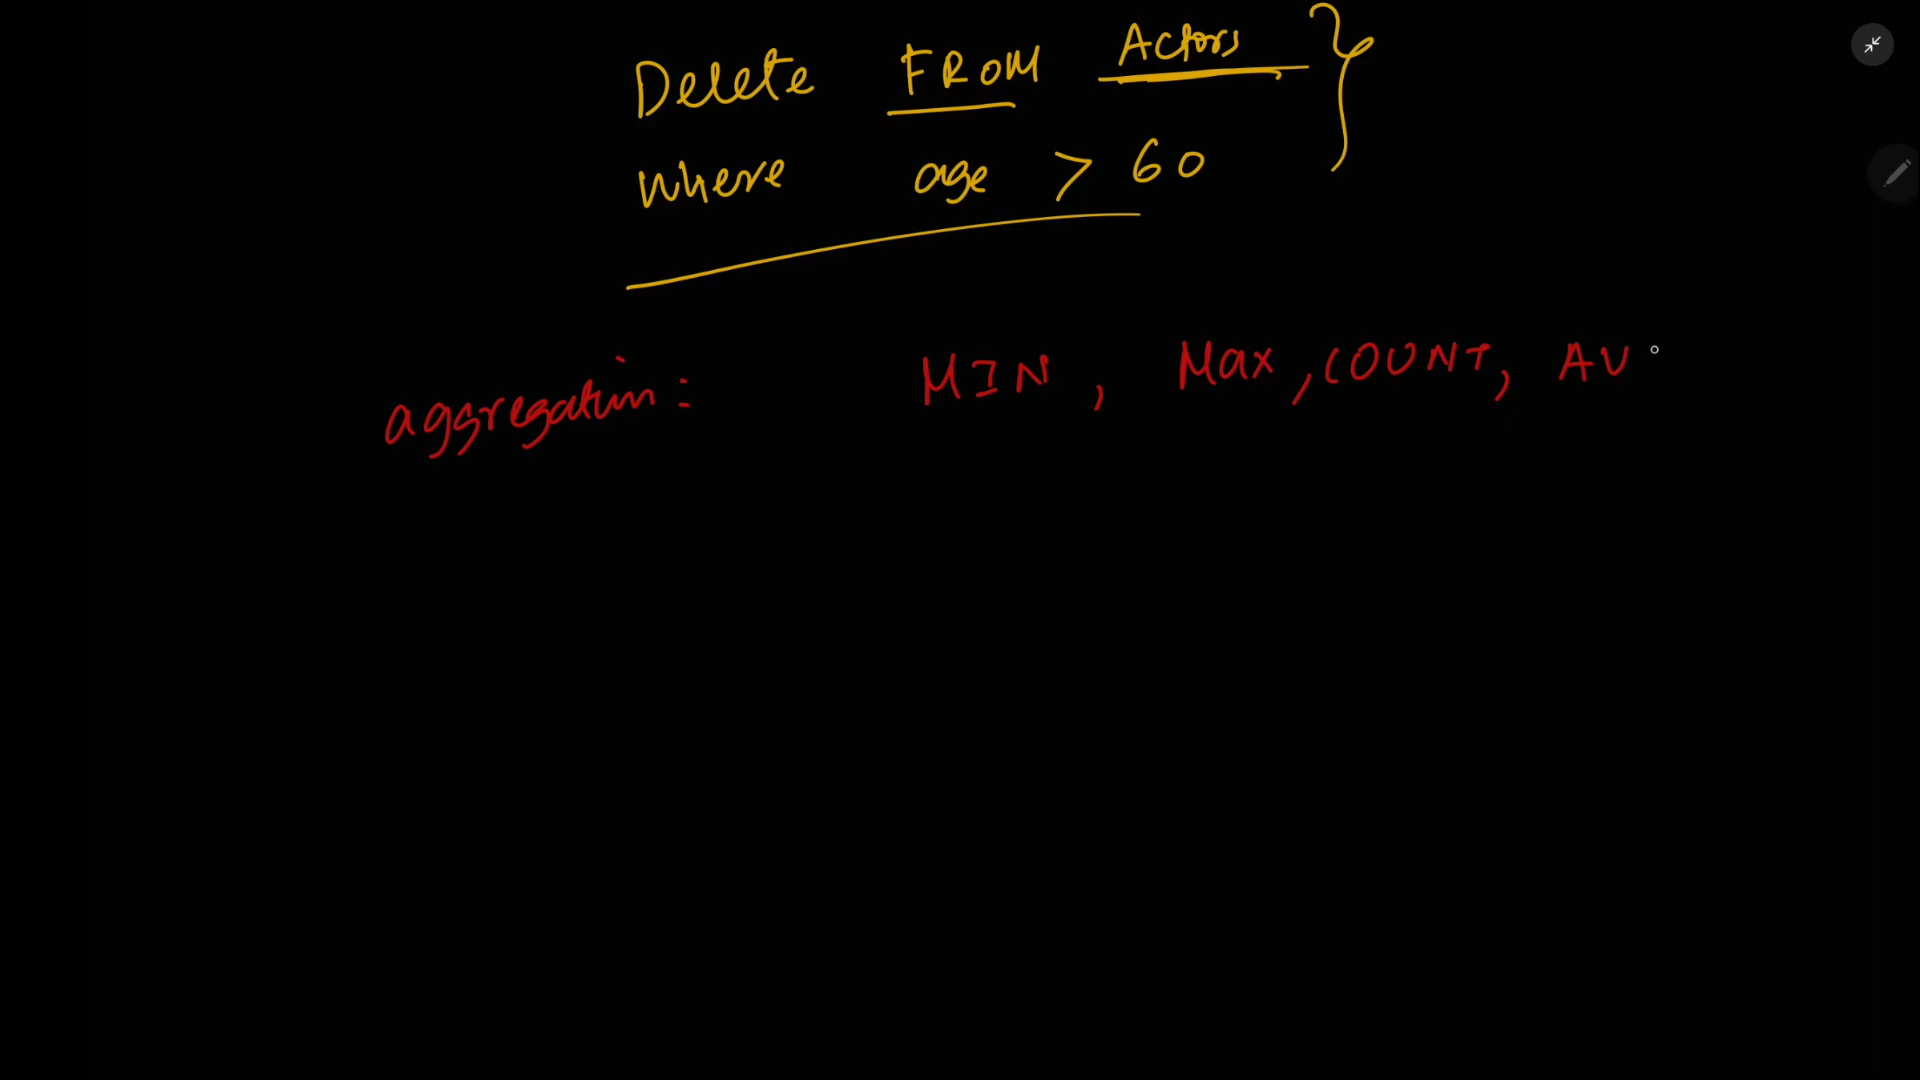 Delete FROM Actors
where age > 60
aggregation: MIN, Max, COUNT, AV